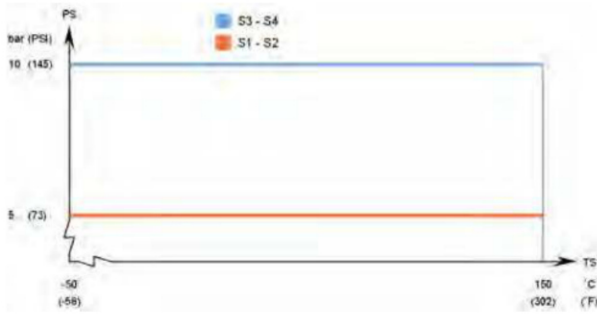 PS
S3 - S4
S1 - S2
bar (PSI)
10 (145)
5 (73)
TS
-50 150 °C
(-58) (302) (°F)